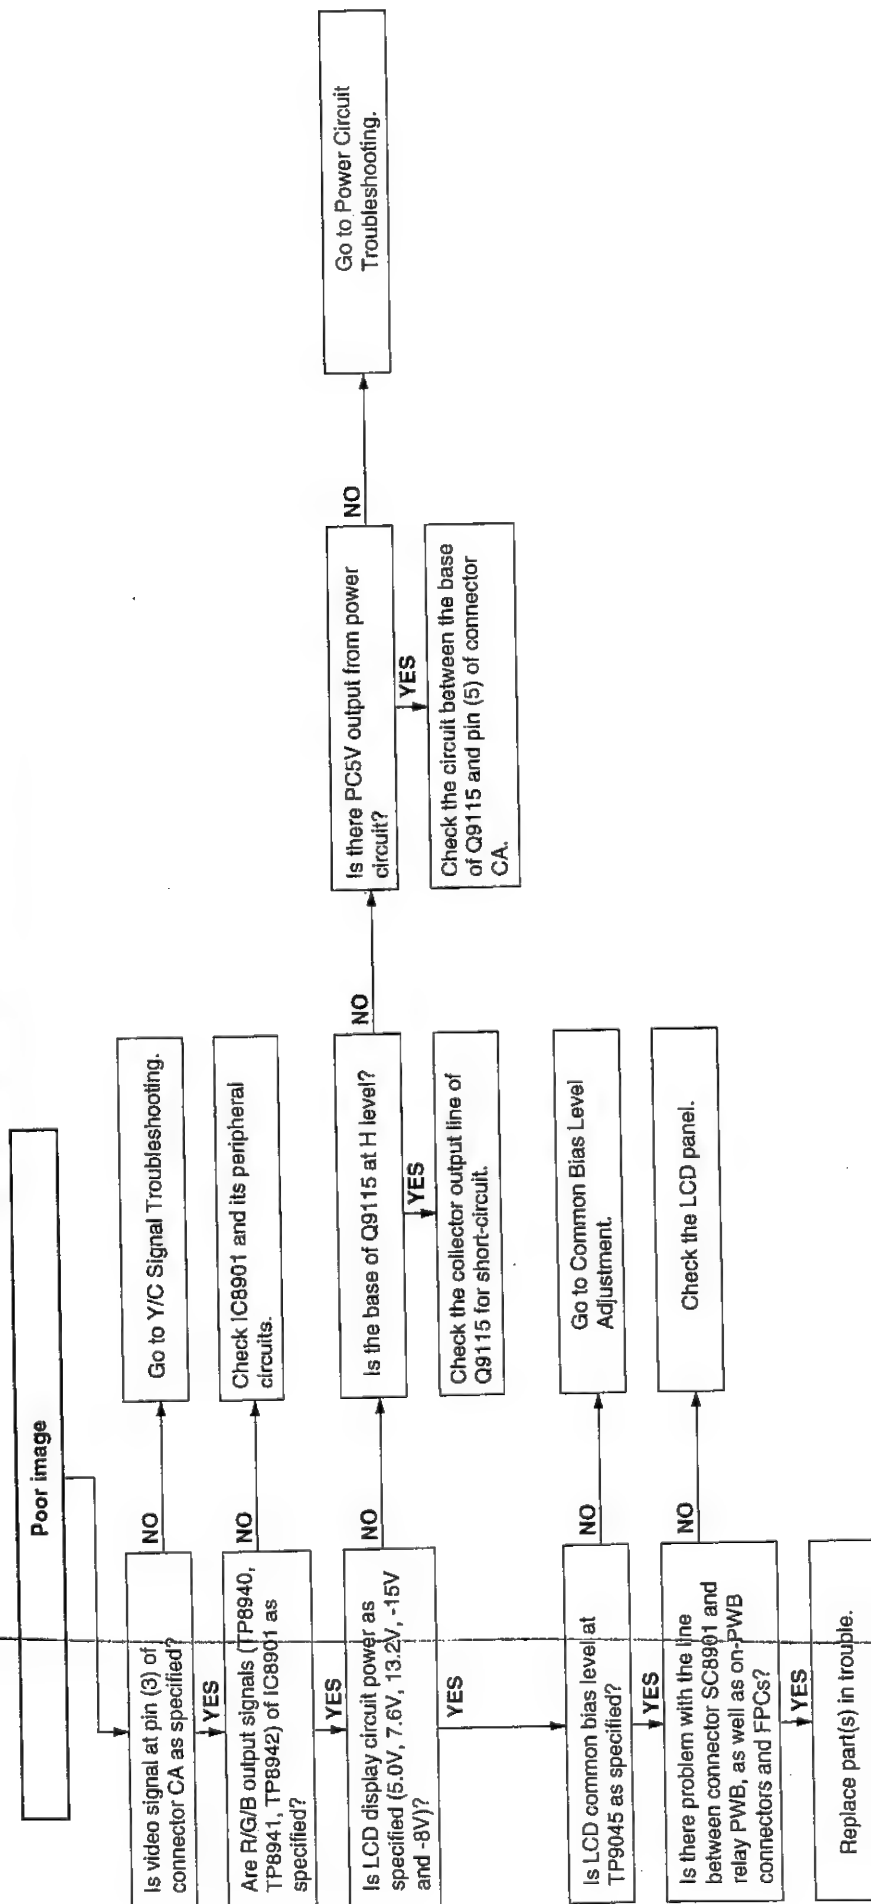 Poor image
Is video signal at pin (3) of
connector CA as specified?
NO
Go to Y/C Signal Troubleshooting.
YES
Are R/G/B output signals (TP8940,
TP8941, TP8942) of IC8901 as
specified?
NO
Check IC8901 and its peripheral
circuits.
YES
Is LCD display circuit power as
specified (5.0V, 7.6V, 13.2V, -15V
and -8V)?
NO
Is the base of Q9115 at H level?
NO
Is there PC5V output from power
circuit?
NO
Go to Power Circuit
Troubleshooting.
YES
Check the collector output line of
Q9115 for short-circuit.
YES
Check the circuit between the base
of Q9115 and pin (5) of connector
CA.
YES
Is LCD common bias level at
TP9045 as specified?
NO
Go to Common Bias Level
Adjustment.
YES
Is there problem with the line
between connector SC8901 and
relay PWB, as well as on-PWB
connectors and FPCs?
NO
Check the LCD panel.
YES
Replace part(s) in trouble.